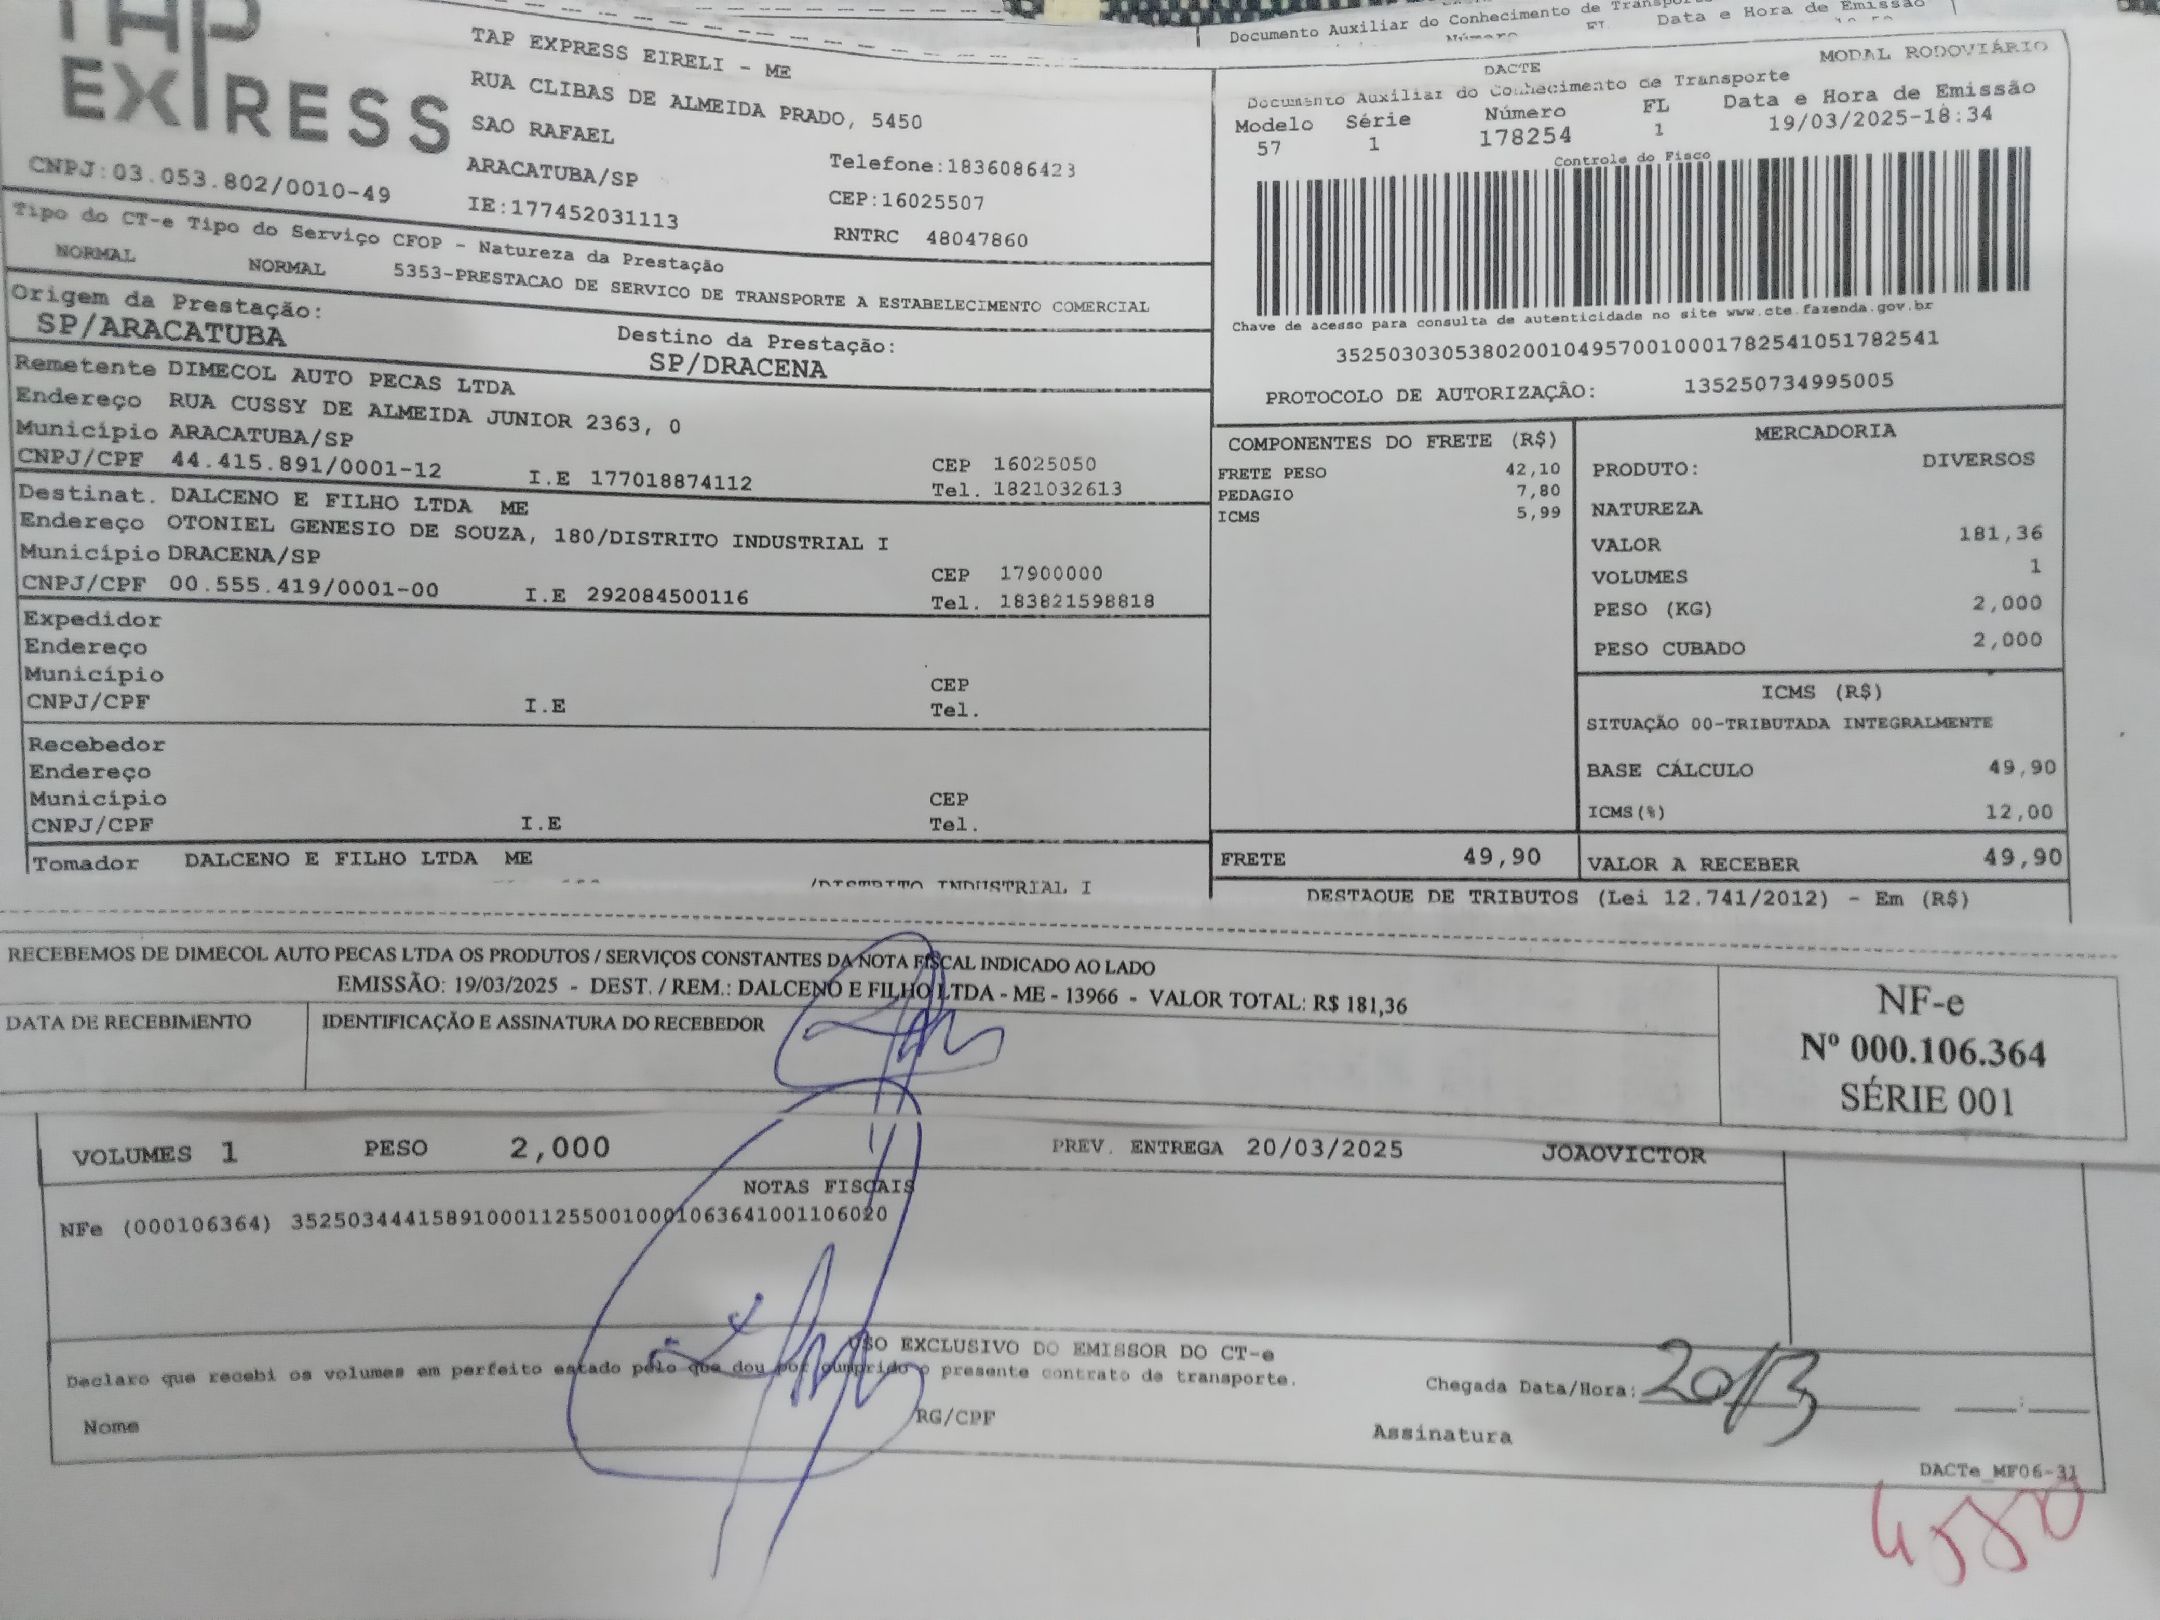 Documento Auxiliar do Conhecimento de
Data e Hora de Emissão
TAP
EXPRESS
CNPJ:03.053.802/0010-49
TAP EXPRESS EIRELI - ME
RUA CLIBAS DE ALMEIDA PRADO, 5450
SAO RAFAEL
ARACATUBA/SP Telefone:1836086423
IE:177452031113 CEP:16025507
RNTRC 48047860
Tipo do CT-e Tipo do Serviço CFOP - Natureza da Prestação
NORMAL NORMAL 5353-PRESTACAO DE SERVICO DE TRANSPORTE A ESTABELECIMENTO COMERCIAL
Origem da Prestação: Destino da Prestação:
SP/ARACATUBA SP/DRACENA
Remetente DIMECOL AUTO PECAS LTDA
Endereço RUA CUSSY DE ALMEIDA JUNIOR 2363, 0
Município ARACATUBA/SP CEP 16025050
CNPJ/CPF 44.415.891/0001-12 I.E 177018874112 Tel. 1821032613
Destinat. DALCENO E FILHO LTDA ME
Endereço OTONIEL GENESIO DE SOUZA, 180/DISTRITO INDUSTRIAL I
Município DRACENA/SP CEP 17900000
CNPJ/CPF 00.555.419/0001-00 I.E 292084500116 Tel. 183821598818
Expedidor
Endereço
Município CEP
CNPJ/CPF I.E Tel.
Recebedor
Endereço
Município CEP
CNPJ/CPF I.E Tel.
Tomador DALCENO E FILHO LTDA ME
/DISTRITO INDUSTRIAL I
MODAL RODOVIÁRIO
DACTE
Documento Auxiliar do Conhecimento de Transporte
Modelo Série Número FL Data e Hora de Emissão
57 1 178254 1 19/03/2025-18:34
Controle do Fisco
Chave de acesso para consulta de autenticidade no site www.cte.fazenda.gov.br
35250303053802001049570010001782541051782541
PROTOCOLO DE AUTORIZAÇÃO: 135250734995005
COMPONENTES DO FRETE (R$)
FRETE PESO 42,10
PEDAGIO 7,80
ICMS 5,99
MERCADORIA
PRODUTO: DIVERSOS
NATUREZA
VALOR 181,36
VOLUMES 1
PESO (KG) 2,000
PESO CUBADO 2,000
ICMS (R$)
SITUAÇÃO 00-TRIBUTADA INTEGRALMENTE
BASE CÁLCULO 49,90
ICMS(%) 12,00
FRETE 49,90 VALOR A RECEBER 49,90
DESTAQUE DE TRIBUTOS (Lei 12.741/2012) - Em (R$)
RECEBEMOS DE DIMECOL AUTO PECAS LTDA OS PRODUTOS / SERVIÇOS CONSTANTES DA NOTA FISCAL INDICADO AO LADO
EMISSÃO: 19/03/2025 - DEST. / REM.: DALCENO E FILHO LTDA - ME - 13966 - VALOR TOTAL: R$ 181,36
DATA DE RECEBIMENTO IDENTIFICAÇÃO E ASSINATURA DO RECEBEDOR
NF-e
Nº 000.106.364
SÉRIE 001
VOLUMES 1 PESO 2,000 PREV. ENTREGA 20/03/2025 JOAOVICTOR
NOTAS FISCAIS
NFe (000106364) 35250344415891000112550010001063641001106020
USO EXCLUSIVO DO EMISSOR DO CT-e
Declaro que recebi os volumes em perfeito estado pelo que dou por cumprido o presente contrato de transporte.
Chegada Data/Hora: 20/3
Nome RG/CPF Assinatura
DACTe_MF06-31